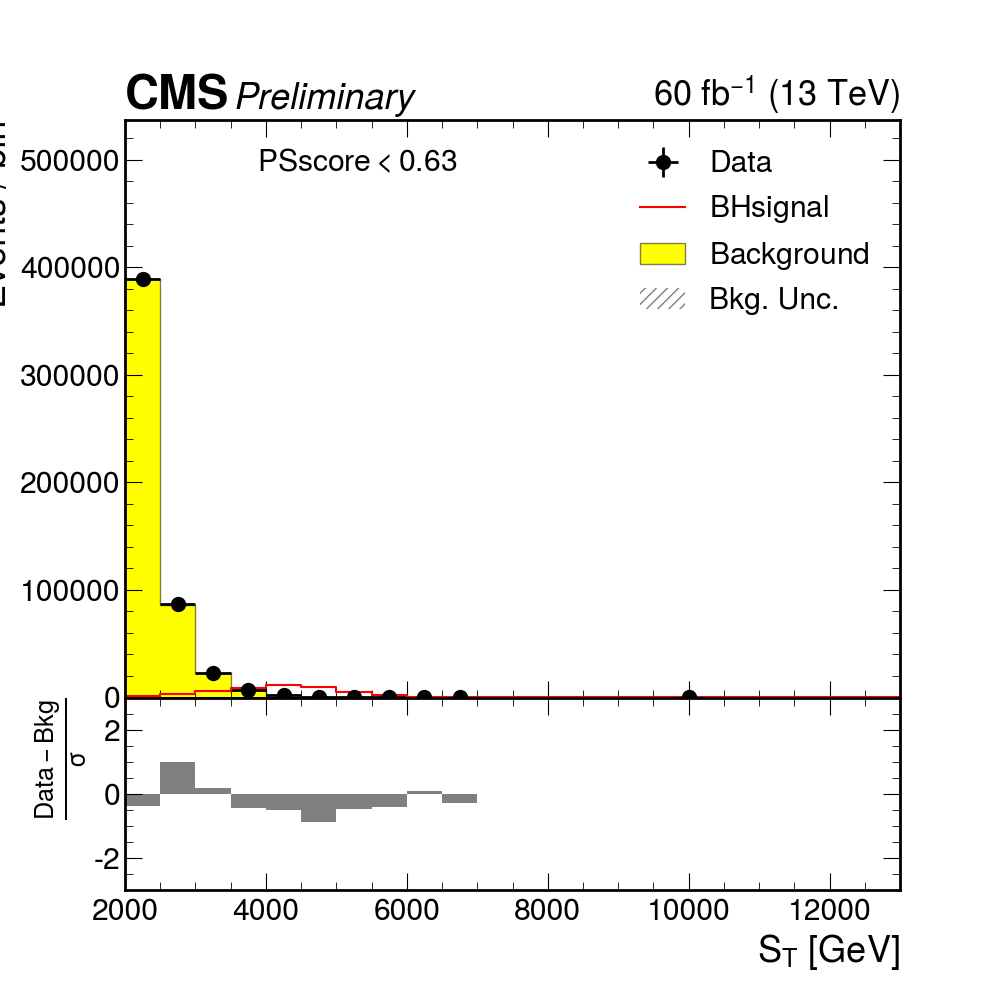 CMS Preliminary 60 fb⁻¹ (13 TeV)
PSscore < 0.63
Data
BHsignal
Background
Bkg. Unc.
500000
400000
300000
200000
100000
0
Data – Bkg
σ
2
0
-2
2000 4000 6000 8000 10000 12000
S_T [GeV]